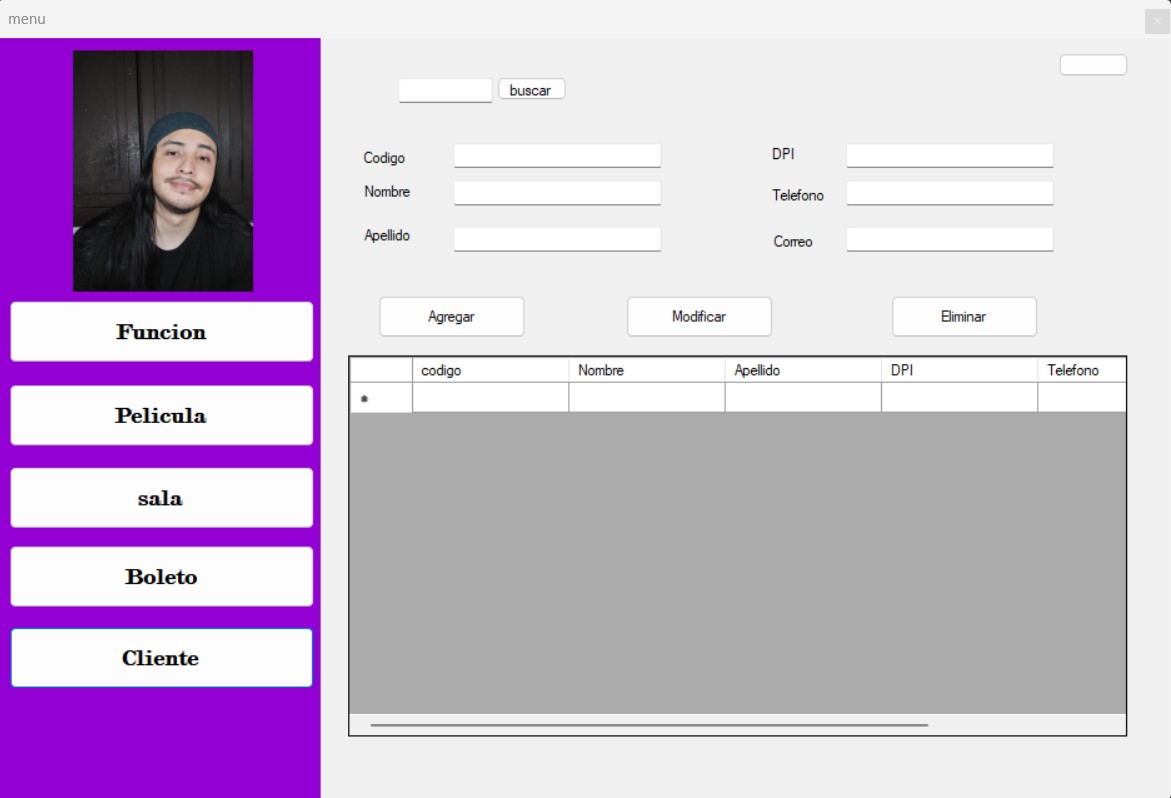 menu
buscar
Codigo
DPI
Nombre
Telefono
Apellido
Correo
Agregar
Modificar
Eliminar
codigo Nombre Apellido DPI Telefono
Funcion
Pelicula
sala
Boleto
Cliente